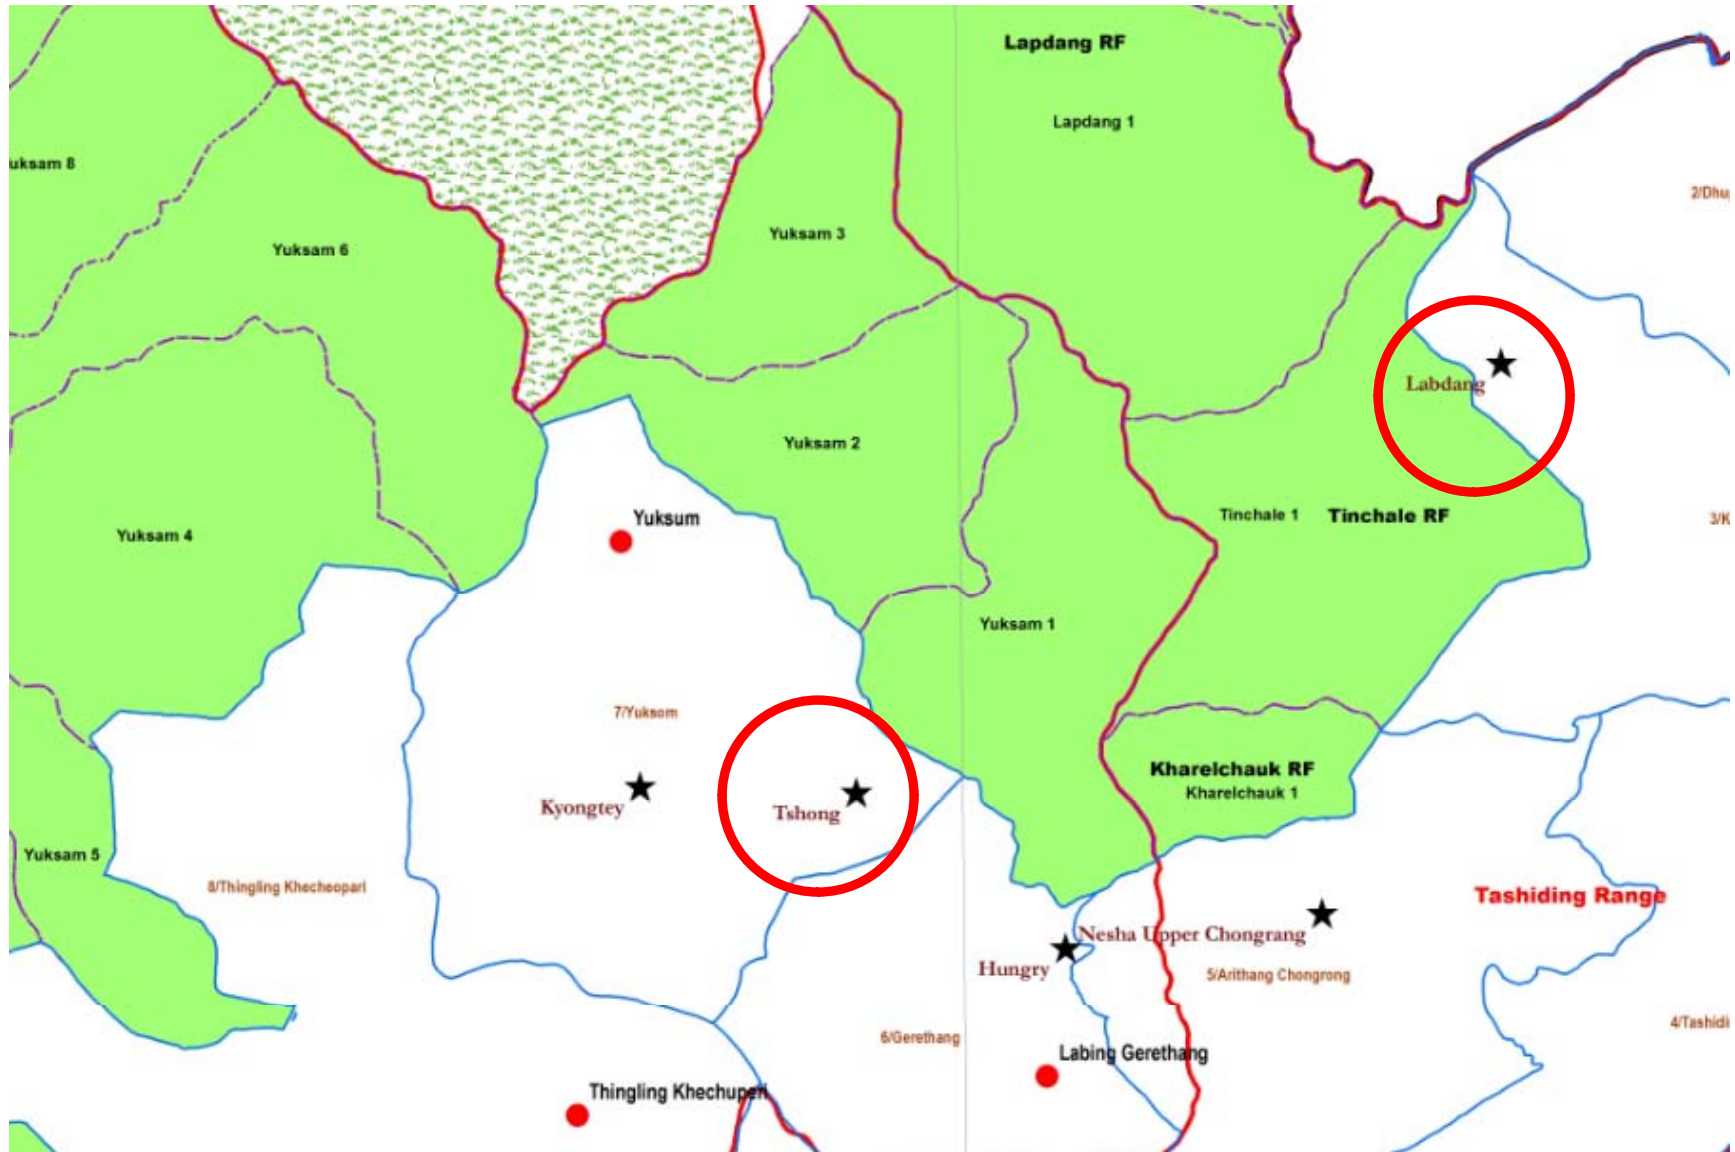 Lapdang RF
Lapdang 1
uksam 8
2/Dhup
Yuksam 3
Yuksam 6
Labdang
Yuksam 2
Tinchale 1
Tinchale RF
Yuksum
3/K
Yuksam 4
Yuksam 1
7/Yuksom
Kharelchauk RF
Kharelchauk 1
Kyongtey
Tshong
Yuksam 5
8/Thingling Khecheopari
Tashiding Range
Nesha Upper Chongrang
Hungry
5/Arithang Chongrong
4/Tashidi
6/Gerethang
Labing Gerethang
Thingling Khechuperi